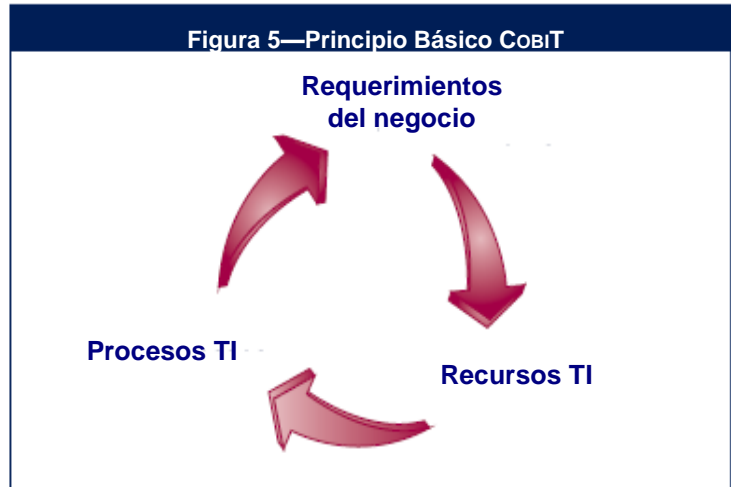 Figura 5—Principio Básico COBIT
Requerimientos
del negocio
Procesos TI
Recursos TI